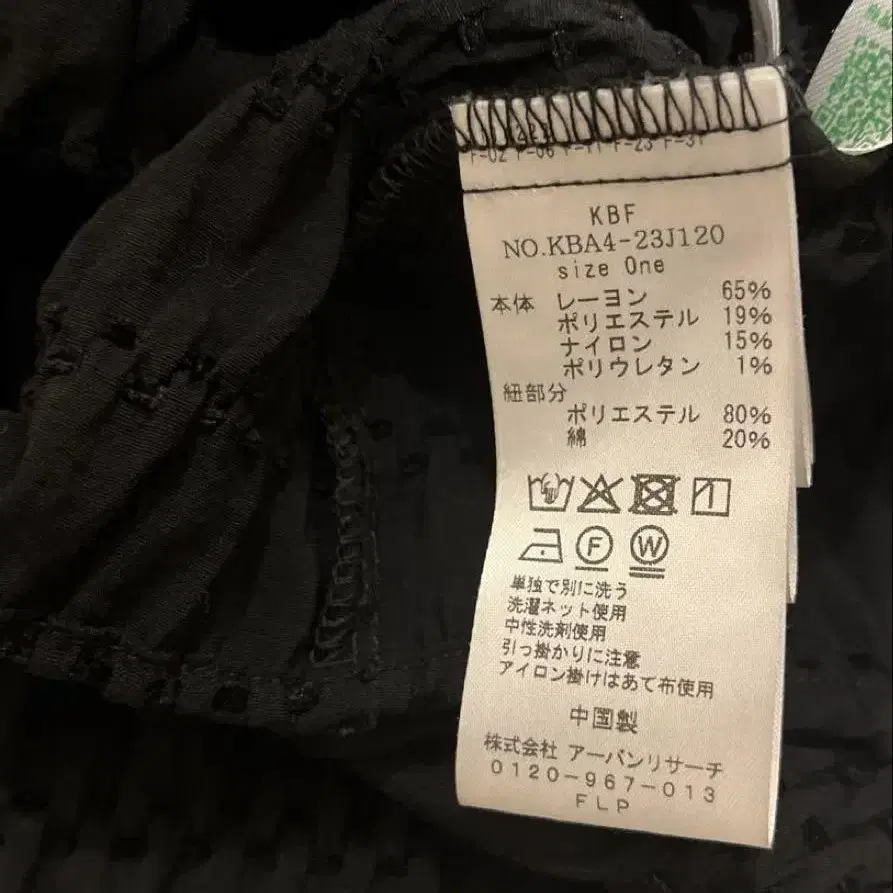 F-02 F-06 F-11 F-23 F-31
KBF
NO.KBA4-23J120
size One
本体 レーヨン 65%
ポリエステル 19%
ナイロン 15%
ポリウレタン 1%
紐部分
ポリエステル 80%
綿 20%
F W
単独で別に洗う
洗濯ネット使用
中性洗剤使用
引っ掛かりに注意
アイロン掛けはあて布使用
中国製
株式会社 アーバンリサーチ
0120-967-013
FLP